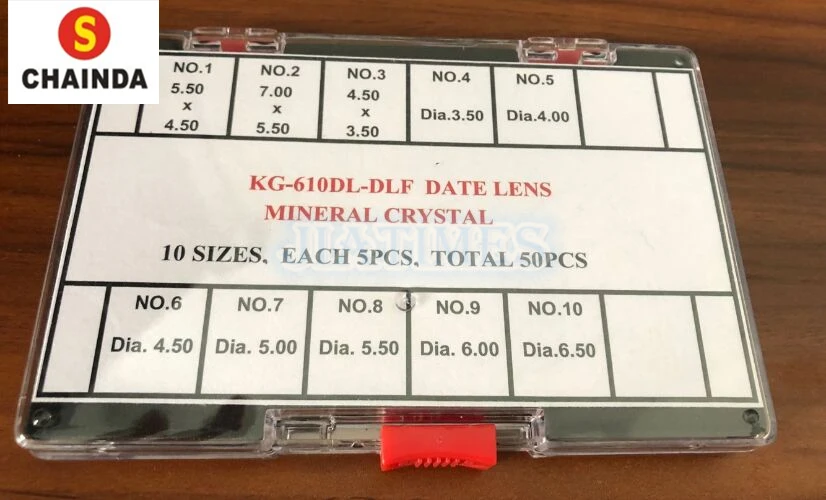 S
CHAINDA
NO.1
5.50
x
4.50
NO.2
7.00
x
5.50
NO.3
4.50
x
3.50
NO.4
Dia.3.50
NO.5
Dia.4.00
KG-610DL-DLF DATE LENS
MINERAL CRYSTAL
JLATIMES
10 SIZES, EACH 5PCS, TOTAL 50PCS
NO.6
Dia. 4.50
NO.7
Dia. 5.00
NO.8
Dia. 5.50
NO.9
Dia. 6.00
NO.10
Dia.6.50